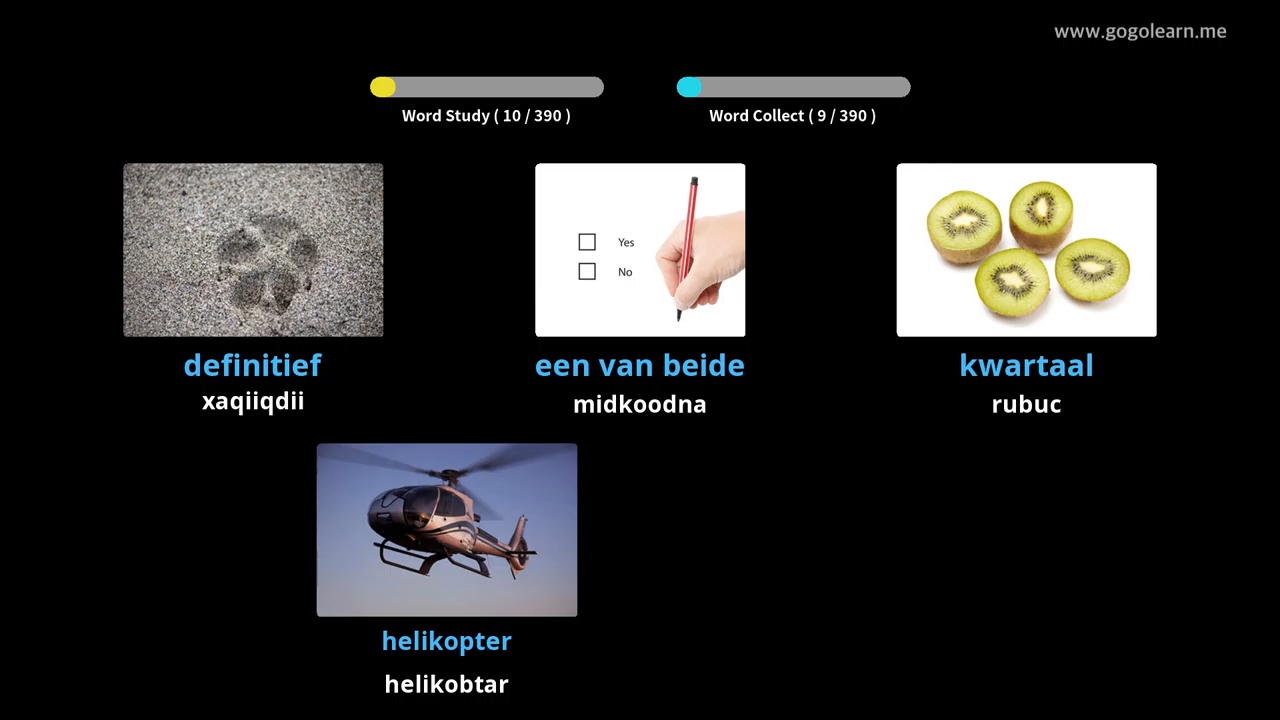 www.gogolearn.me
Word Study ( 10 / 390 )
Word Collect ( 9 / 390 )
Yes
No
definitief
een van beide
kwartaal
xaqiiqdii
midkoodna
rubuc
helikopter
helikobtar